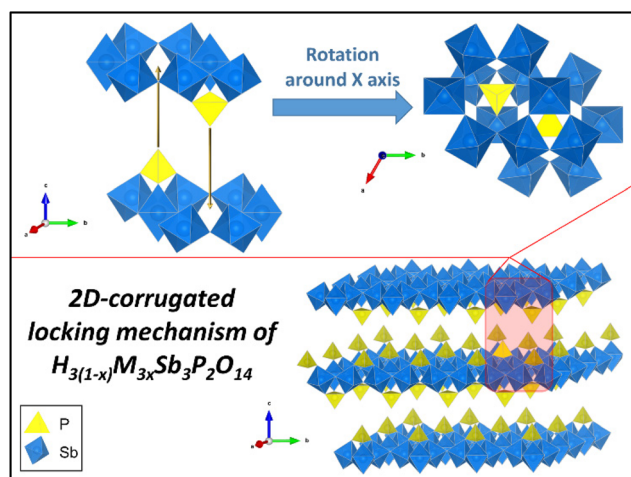 Rotation
around X axis
c
a
b
b
a
2D-corrugated
locking mechanism of
H3(1-x)M3xSb3P2O14
P
Sb
c
a
b